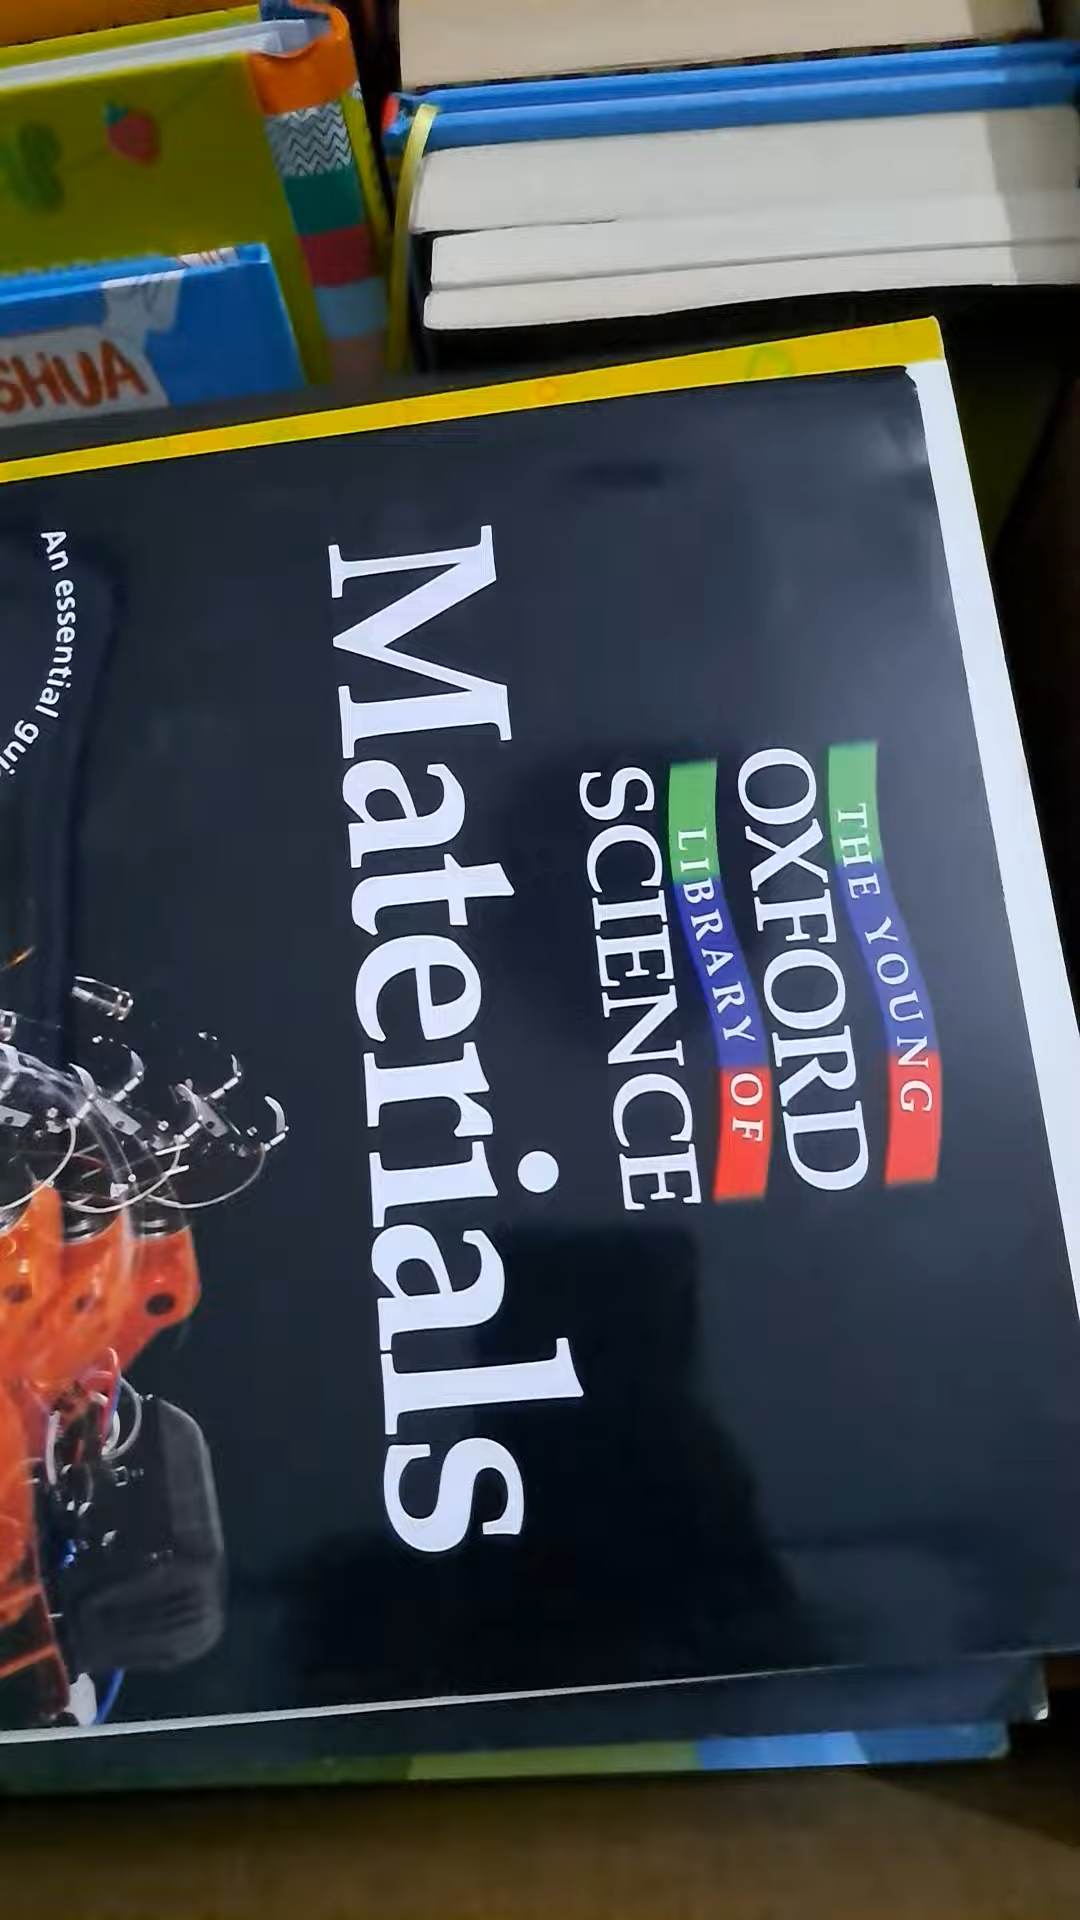 THE YOUNG
OXFORD
LIBRARY OF
SCIENCE
Materials
An essential
SHUA